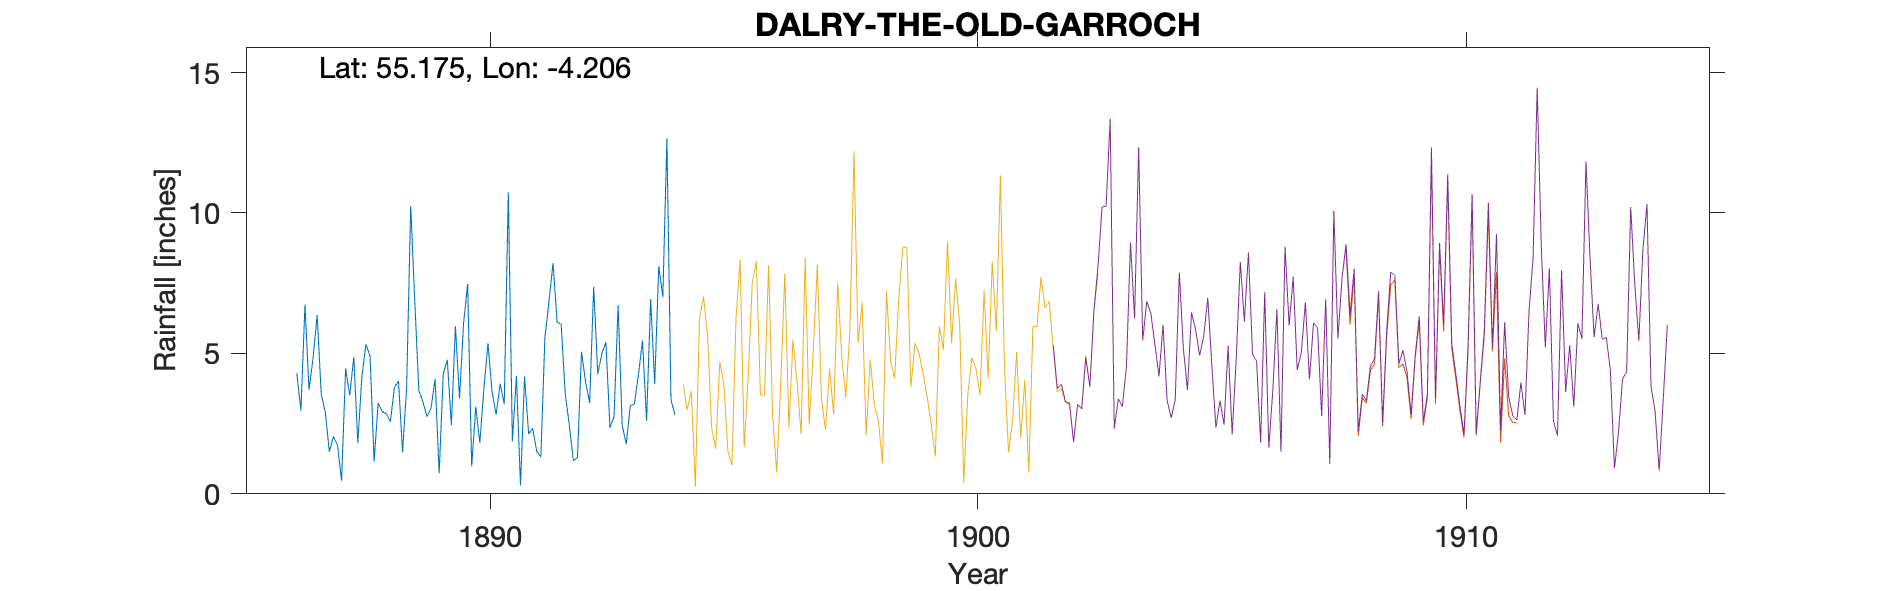 DALRY-THE-OLD-GARROCH
Lat: 55.175, Lon: -4.206
15
10
5
0
Rainfall [inches]
1890 1900 1910
Year